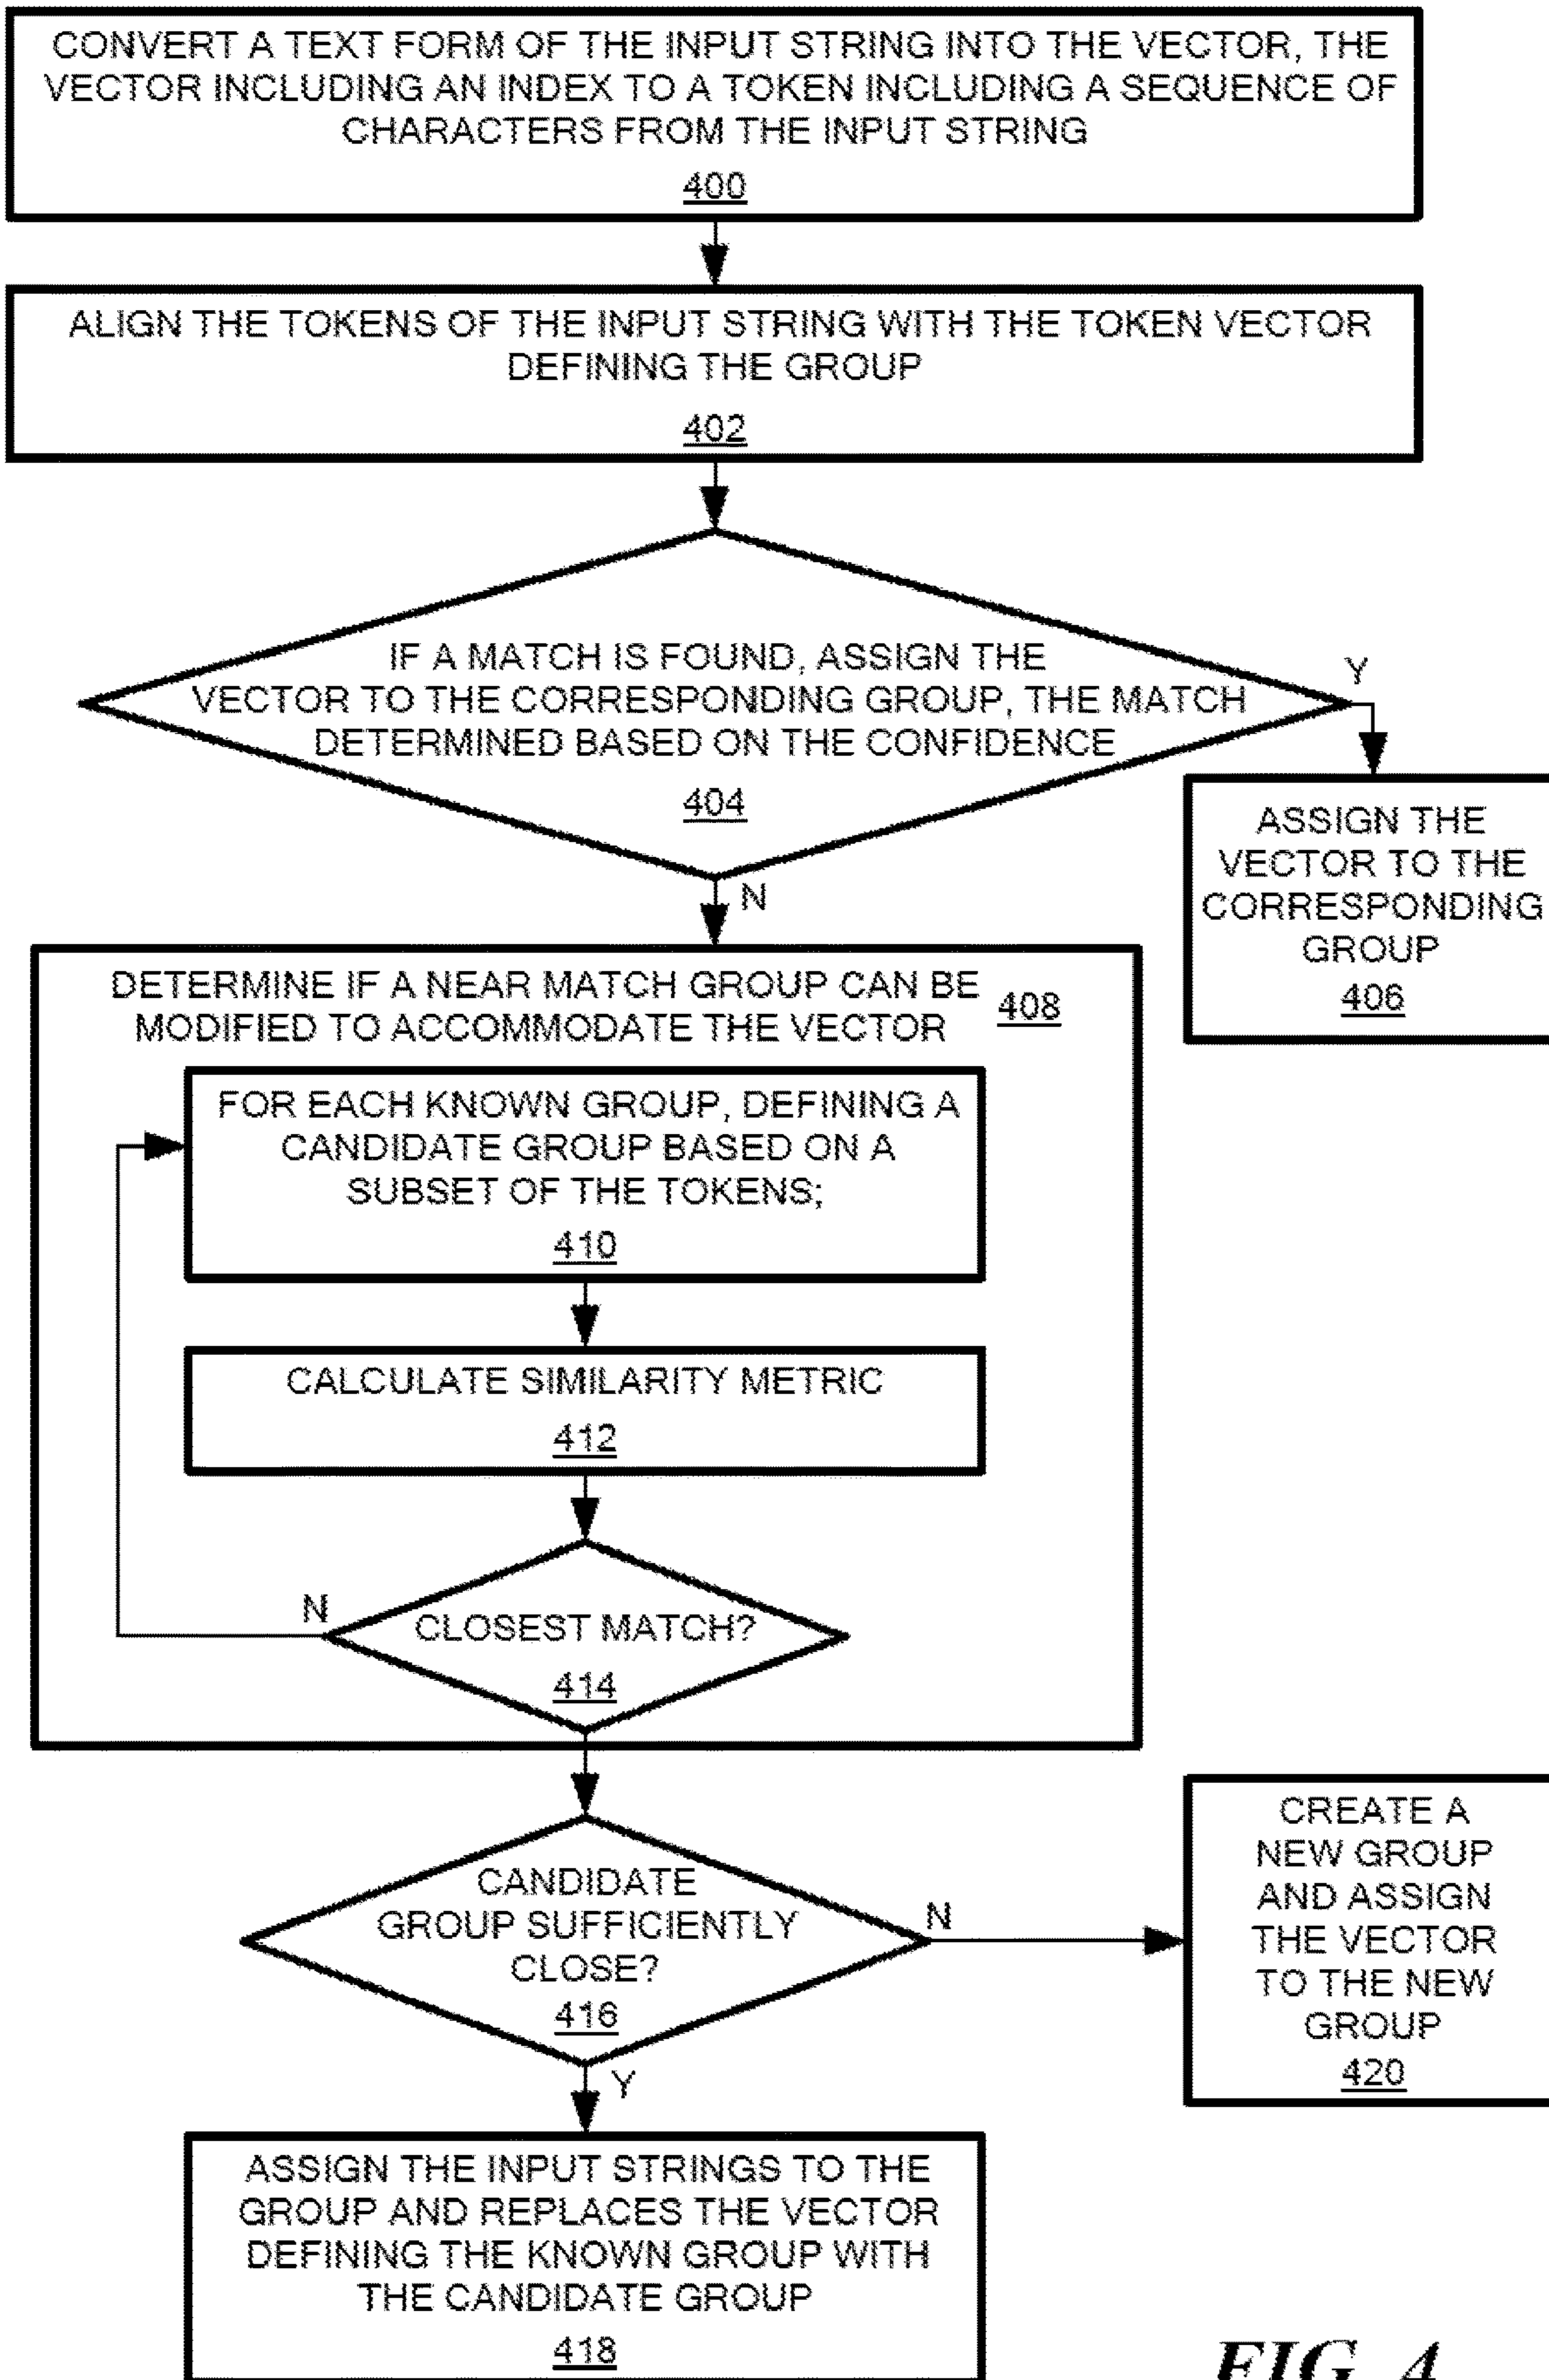 CONVERT A TEXT FORM OF THE INPUT STRING INTO THE VECTOR, THE
VECTOR INCLUDING AN INDEX TO A TOKEN INCLUDING A SEQUENCE OF
CHARACTERS FROM THE INPUT STRING
400
ALIGN THE TOKENS OF THE INPUT STRING WITH THE TOKEN VECTOR
DEFINING THE GROUP
402
IF A MATCH IS FOUND, ASSIGN THE
VECTOR TO THE CORRESPONDING GROUP, THE MATCH
DETERMINED BASED ON THE CONFIDENCE
404
Y
N
ASSIGN THE
VECTOR TO THE
CORRESPONDING
GROUP
406
DETERMINE IF A NEAR MATCH GROUP CAN BE
MODIFIED TO ACCOMMODATE THE VECTOR
408
FOR EACH KNOWN GROUP, DEFINING A
CANDIDATE GROUP BASED ON A
SUBSET OF THE TOKENS;
410
CALCULATE SIMILARITY METRIC
412
N
CLOSEST MATCH?
414
CANDIDATE
GROUP SUFFICIENTLY
CLOSE?
416
N
Y
CREATE A
NEW GROUP
AND ASSIGN
THE VECTOR
TO THE NEW
GROUP
420
ASSIGN THE INPUT STRINGS TO THE
GROUP AND REPLACES THE VECTOR
DEFINING THE KNOWN GROUP WITH
THE CANDIDATE GROUP
418
FIG. 4